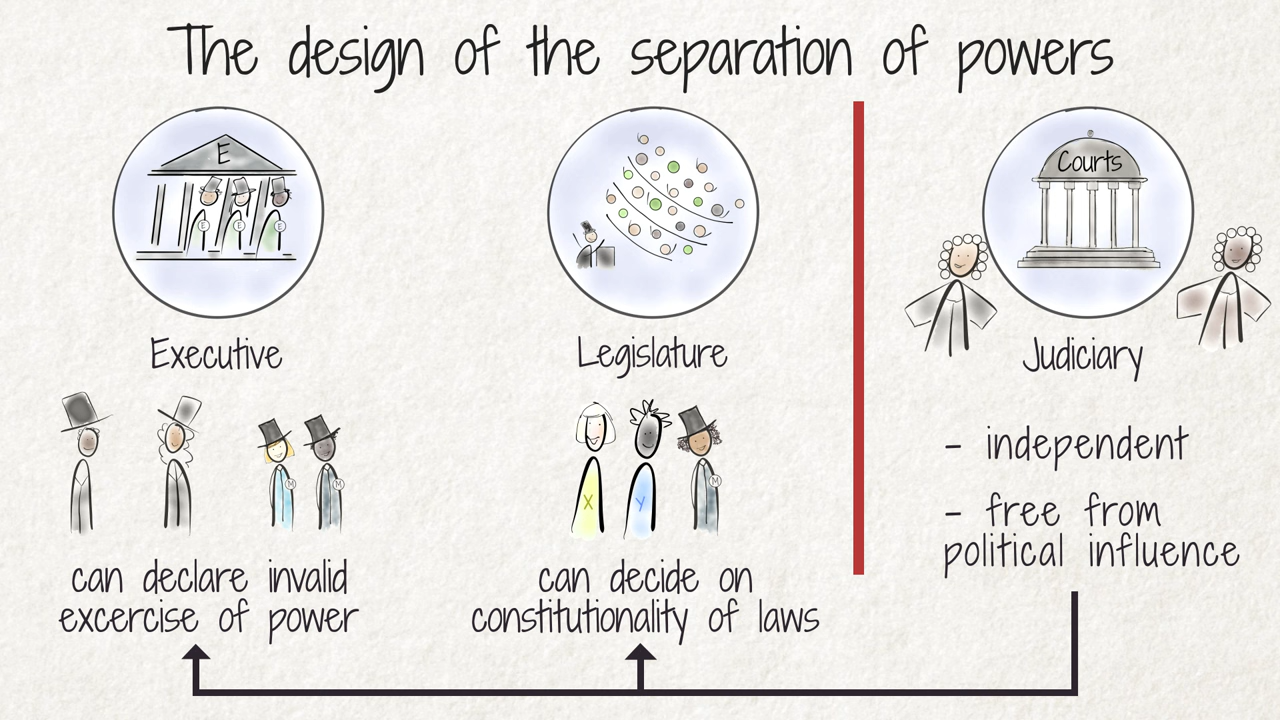 The design of the separation of powers
E
E
E
E
Courts
Executive
Legislature
Judiciary
M
M
X
Y
M
- independent
- free from
political influence
can declare invalid
excercise of power
can decide on
constitutionality of laws